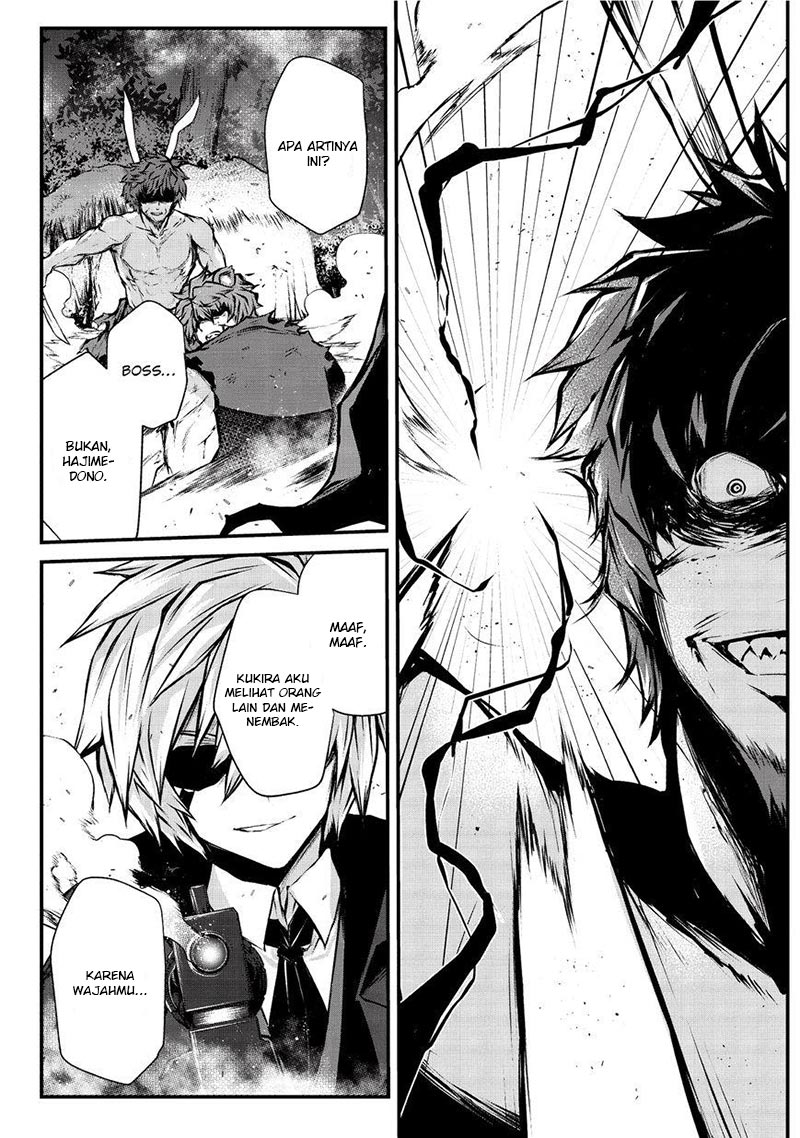 APA ARTINYA
INI?
BOSS...
BUKAN,
HAJIME-
DONO.
MAAF,
MAAF.
KUKIRA AKU
MELIHAT ORANG
LAIN DAN ME-
NEMBAK.
KARENA
WAJAHMU...